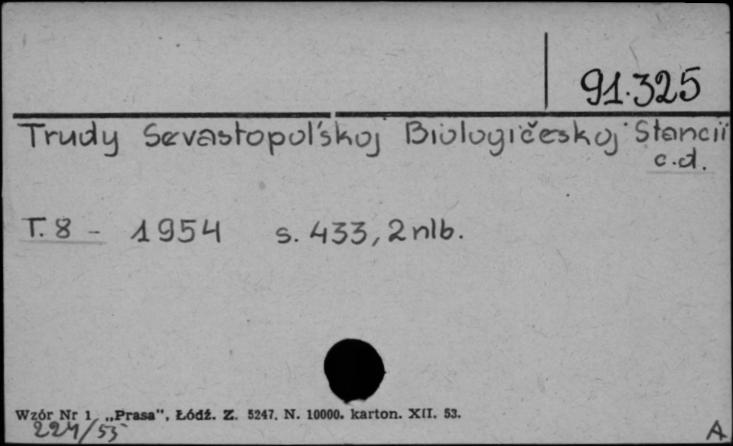 91.325
Trudy Sevastopol'skoj Biologičeskoj Stancii
c.d.
T. 8 - 1954 s. 433, 2 nlb.
Wzór Nr 1 „Prasa", Łódź. Z. 5247. N. 10000. karton. XII. 53.
224/55
A